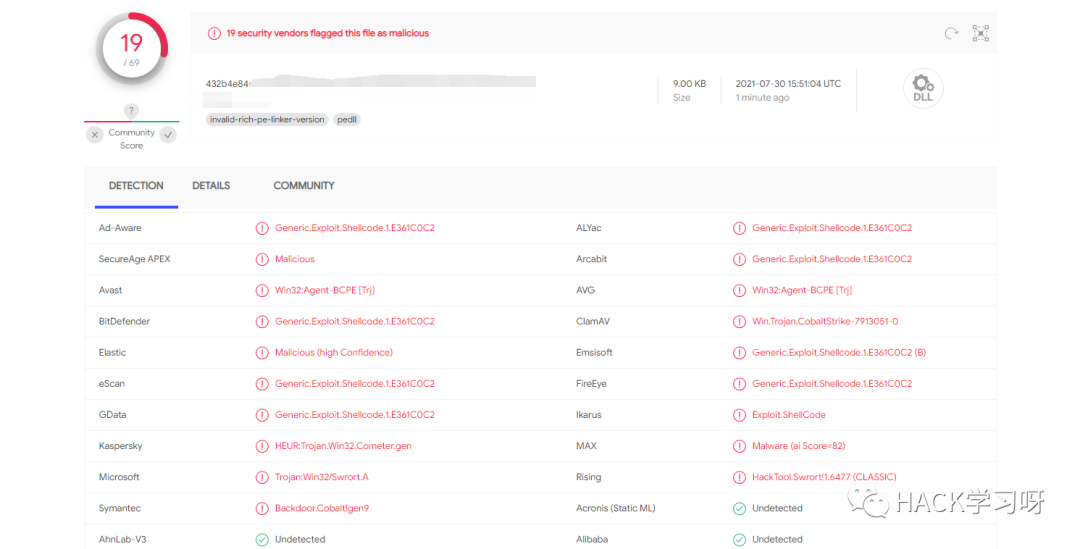 19
/ 69
?
Community
Score
19 security vendors flagged this file as malicious
432b4e84
invalid-rich-pe-linker-version pedll
9.00 KB
Size
2021-07-30 15:51:04 UTC
1 minute ago
DLL
DETECTION DETAILS COMMUNITY
Ad-Aware Generic.Exploit.Shellcode.1.E361C0C2 ALYac Generic.Exploit.Shellcode.1.E361C0C2
SecureAge APEX Malicious Arcabit Generic.Exploit.Shellcode.1.E361C0C2
Avast Win32:Agent-BCPE [Trj] AVG Win32:Agent-BCPE [Trj]
BitDefender Generic.Exploit.Shellcode.1.E361C0C2 ClamAV Win.Trojan.CobaltStrike-7913051-0
Elastic Malicious (high Confidence) Emsisoft Generic.Exploit.Shellcode.1.E361C0C2 (B)
eScan Generic.Exploit.Shellcode.1.E361C0C2 FireEye Generic.Exploit.Shellcode.1.E361C0C2
GData Generic.Exploit.Shellcode.1.E361C0C2 Ikarus Exploit.ShellCode
Kaspersky HEUR:Trojan.Win32.Cometer.gen MAX Malware (ai Score=82)
Microsoft Trojan:Win32/Swrort.A Rising HackTool.Swrort!1.6477 (CLASSIC)
Symantec Backdoor.Cobalt!gen9 Acronis (Static ML) Undetected
AhnLab-V3 Undetected Alibaba Undetected
HACK学习呀